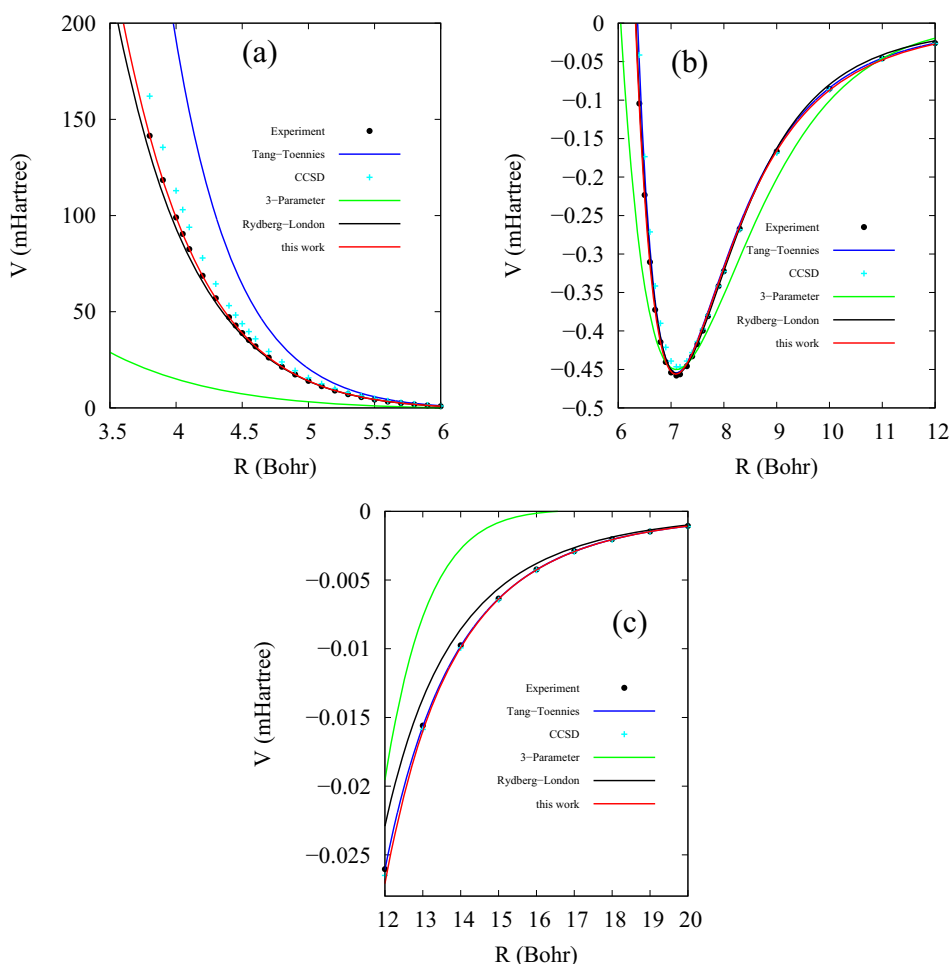 (a)
V (mHartree)
200
150
100
50
0
3.5 4 4.5 5 5.5 6
R (Bohr)
Experiment
Tang−Toennies
CCSD
3−Parameter
Rydberg−London
this work
(b)
V (mHartree)
0
−0.05
−0.1
−0.15
−0.2
−0.25
−0.3
−0.35
−0.4
−0.45
−0.5
6 7 8 9 10 11 12
R (Bohr)
Experiment
Tang−Toennies
CCSD
3−Parameter
Rydberg−London
this work
(c)
V (mHartree)
0
−0.005
−0.01
−0.015
−0.02
−0.025
12 13 14 15 16 17 18 19 20
R (Bohr)
Experiment
Tang−Toennies
CCSD
3−Parameter
Rydberg−London
this work